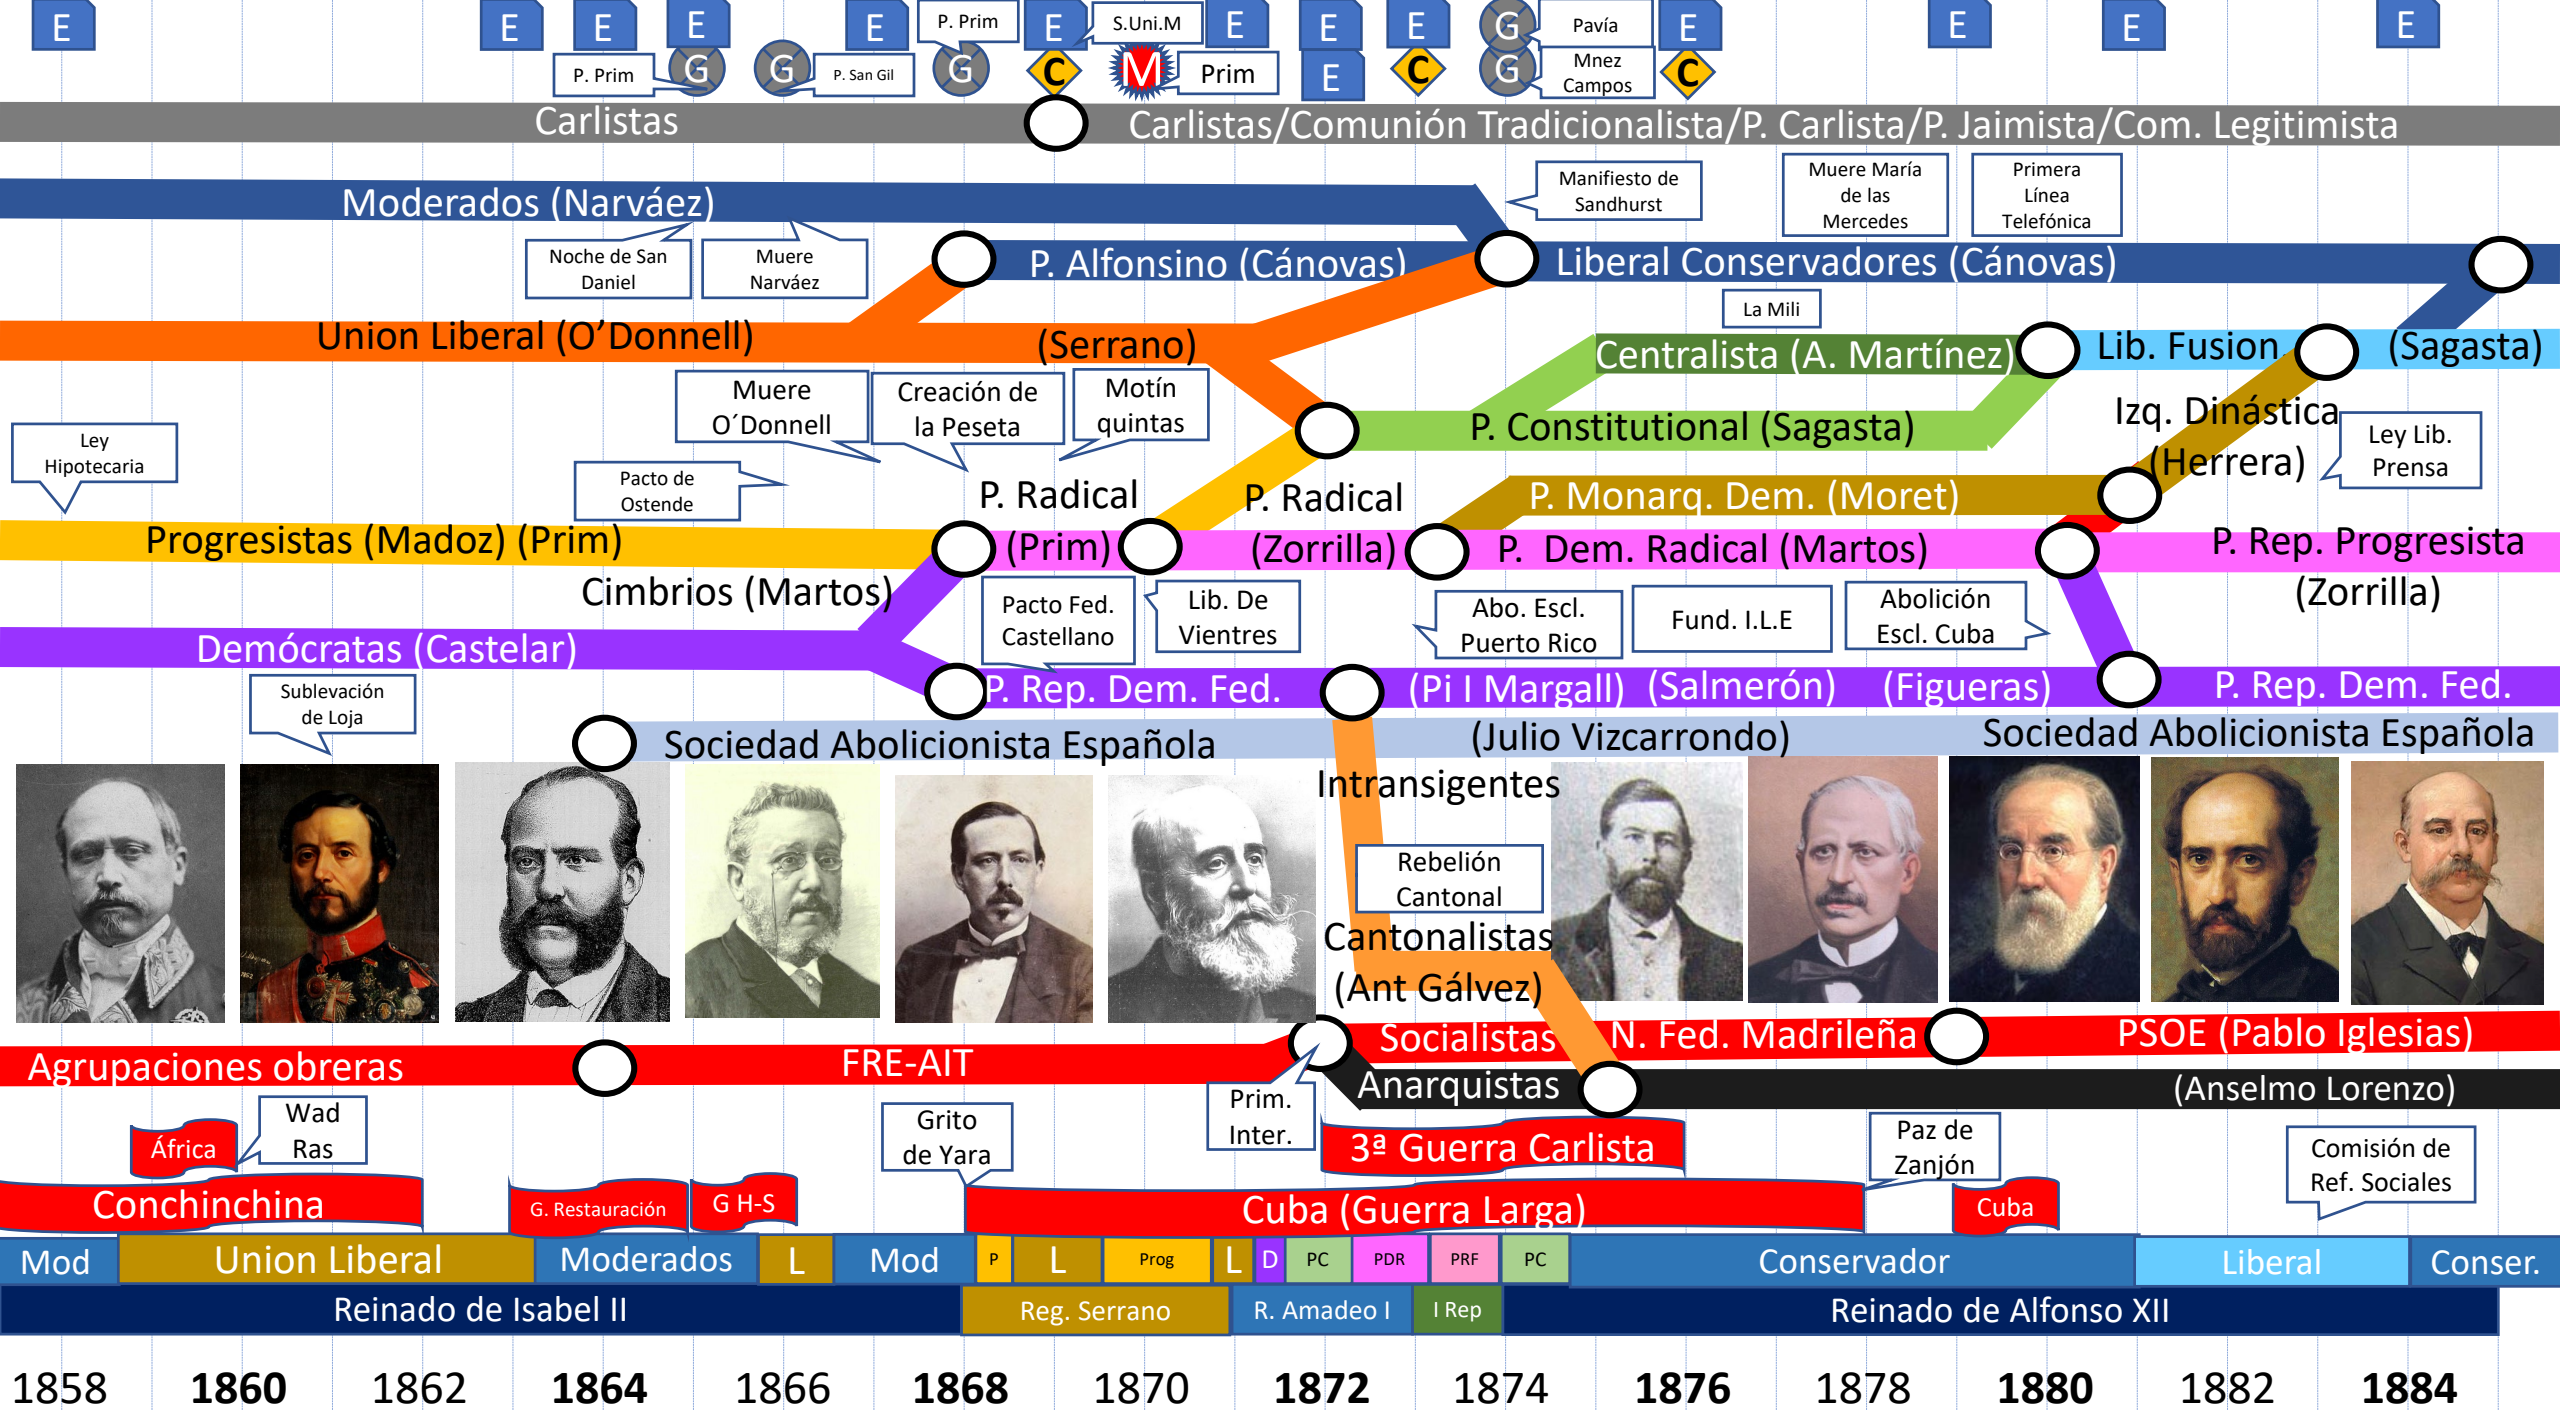 E
E
E
E
E
P. Prim
E
S.Uni.M
E
E
E
G
Pavía
E
E
E
E
P. Prim
G
G
P. San Gil
G
C
M
Prim
E
C
G
Mnez
Campos
C
Carlistas
Carlistas/Comunión Tradicionalista/P. Carlista/P. Jaimista/Com. Legitimista
Moderados (Narváez)
Manifiesto de
Sandhurst
Muere María
de las
Mercedes
Primera
Línea
Telefónica
Noche de San
Daniel
Muere
Narváez
P. Alfonsino (Cánovas)
Liberal Conservadores (Cánovas)
La Mili
Union Liberal (O’Donnell)
(Serrano)
Centralista (A. Martínez)
Lib. Fusion.
(Sagasta)
Muere
O´Donnell
Creación de
la Peseta
Motín
quintas
P. Constitutional (Sagasta)
Izq. Dinástica
(Herrera)
Ley Lib.
Prensa
Ley
Hipotecaria
Pacto de
Ostende
P. Radical
(Prim)
P. Radical
(Zorrilla)
P. Monarq. Dem. (Moret)
Progresistas (Madoz) (Prim)
P. Dem. Radical (Martos)
P. Rep. Progresista
(Zorrilla)
Cimbrios (Martos)
Pacto Fed.
Castellano
Lib. De
Vientres
Abo. Escl.
Puerto Rico
Fund. I.L.E
Abolición
Escl. Cuba
Demócratas (Castelar)
P. Rep. Dem. Fed.
(Pi I Margall)
(Salmerón)
(Figueras)
P. Rep. Dem. Fed.
Sublevación
de Loja
Sociedad Abolicionista Española
(Julio Vizcarrondo)
Sociedad Abolicionista Española
Intransigentes
Rebelión
Cantonal
Cantonalistas
(Ant Gálvez)
Agrupaciones obreras
FRE-AIT
Socialistas
N. Fed. Madrileña
PSOE (Pablo Iglesias)
Anarquistas
(Anselmo Lorenzo)
Prim.
Inter.
África
Wad
Ras
Grito
de Yara
3ª Guerra Carlista
Paz de
Zanjón
Comisión de
Ref. Sociales
Conchinchina
G. Restauración
G H-S
Cuba (Guerra Larga)
Cuba
Mod
Union Liberal
Moderados
L
Mod
P
L
Prog
L
D
PC
PDR
PRF
PC
Conservador
Liberal
Conser.
Reinado de Isabel II
Reg. Serrano
R. Amadeo I
I Rep
Reinado de Alfonso XII
1858
1860
1862
1864
1866
1868
1870
1872
1874
1876
1878
1880
1882
1884